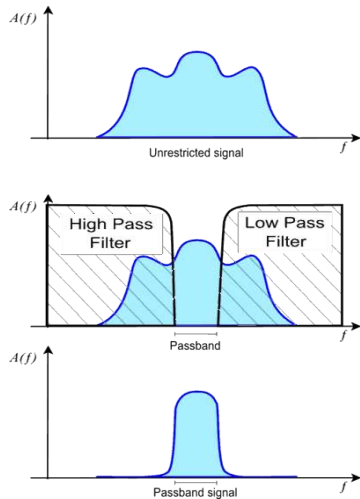 A(f)
f
Unrestricted signal
A(f)
High Pass
Filter
Low Pass
Filter
f
Passband
A(f)
f
Passband signal